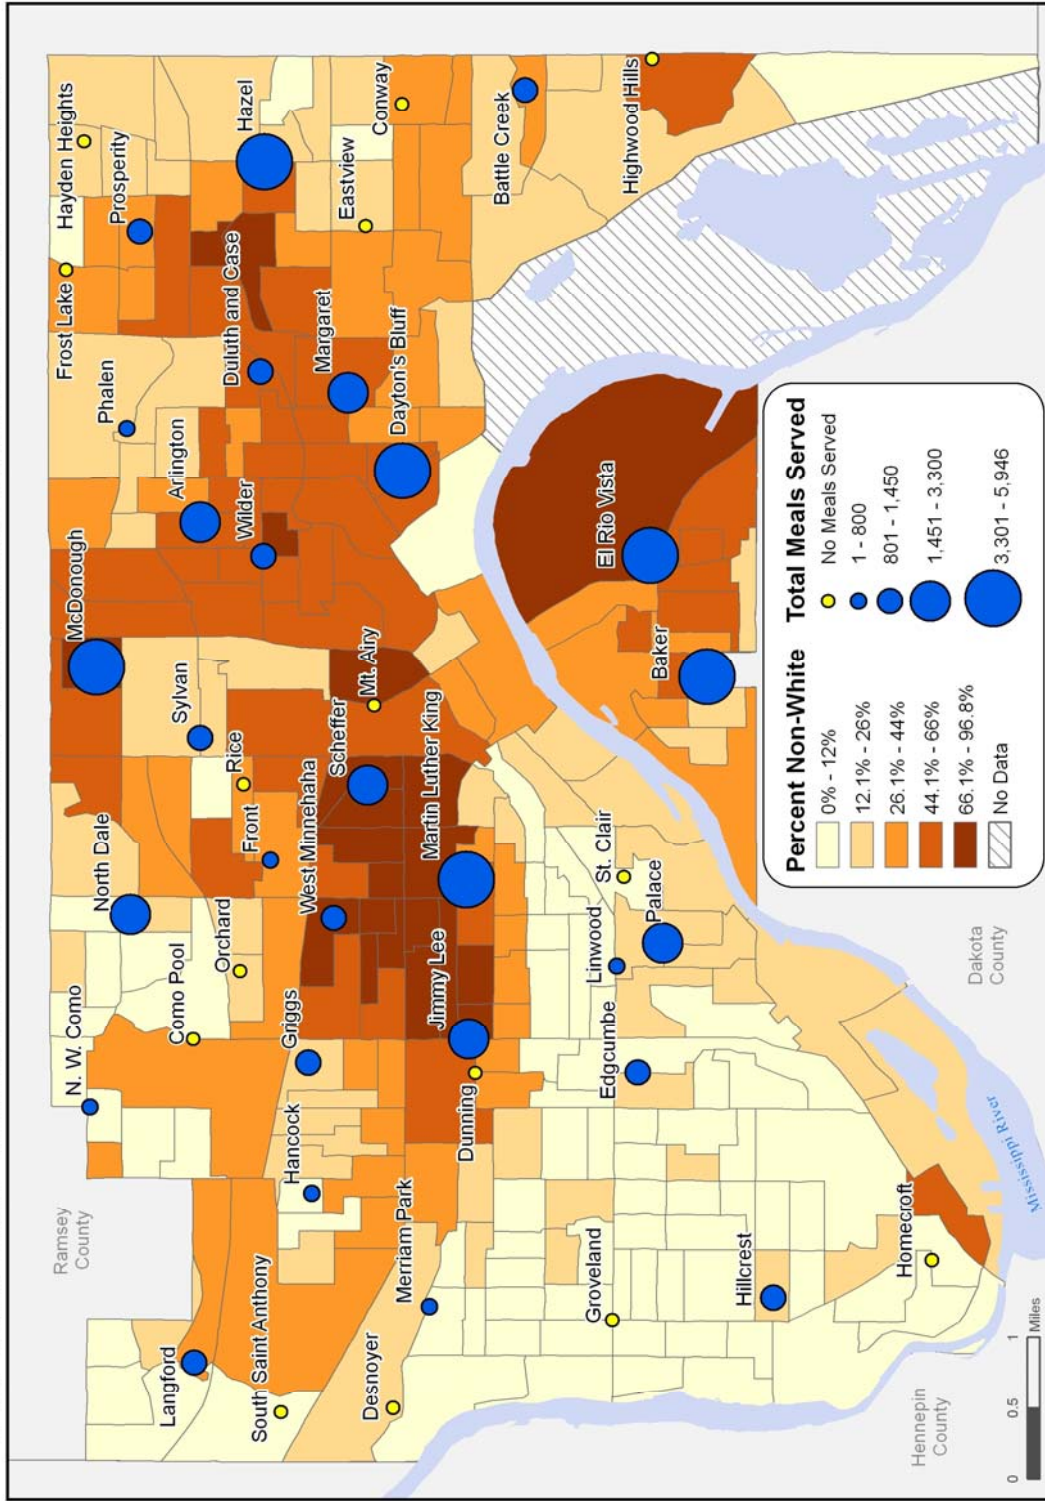 Ramsey
County
N. W. Como
Como Pool
North Dale
Orchard
McDonough
Sylvan
Rice
Front
Phalen
Arlington
Wilder
Frost Lake
Hayden Heights
Prosperity
Hazel
Duluth and Case
Margaret
Dayton's Bluff
Eastview
Conway
Battle Creek
Highwood Hills
Langford
South Saint Anthony
Desnoyer
Hancock
Griggs
Merriam Park
West Minnehaha
Scheffer
Mt. Airy
Martin Luther King
Jimmy Lee
Dunning
Groveland
Edgcumbe
Linwood
St. Clair
Palace
Hillcrest
Homecroft
El Rio Vista
Baker
Hennepin
County
Dakota
County
Mississippi River
0 0.5 1
Miles
Percent Non-White
0% - 12%
12.1% - 26%
26.1% - 44%
44.1% - 66%
66.1% - 96.8%
No Data
Total Meals Served
No Meals Served
1 - 800
801 - 1,450
1,451 - 3,300
3,301 - 5,946